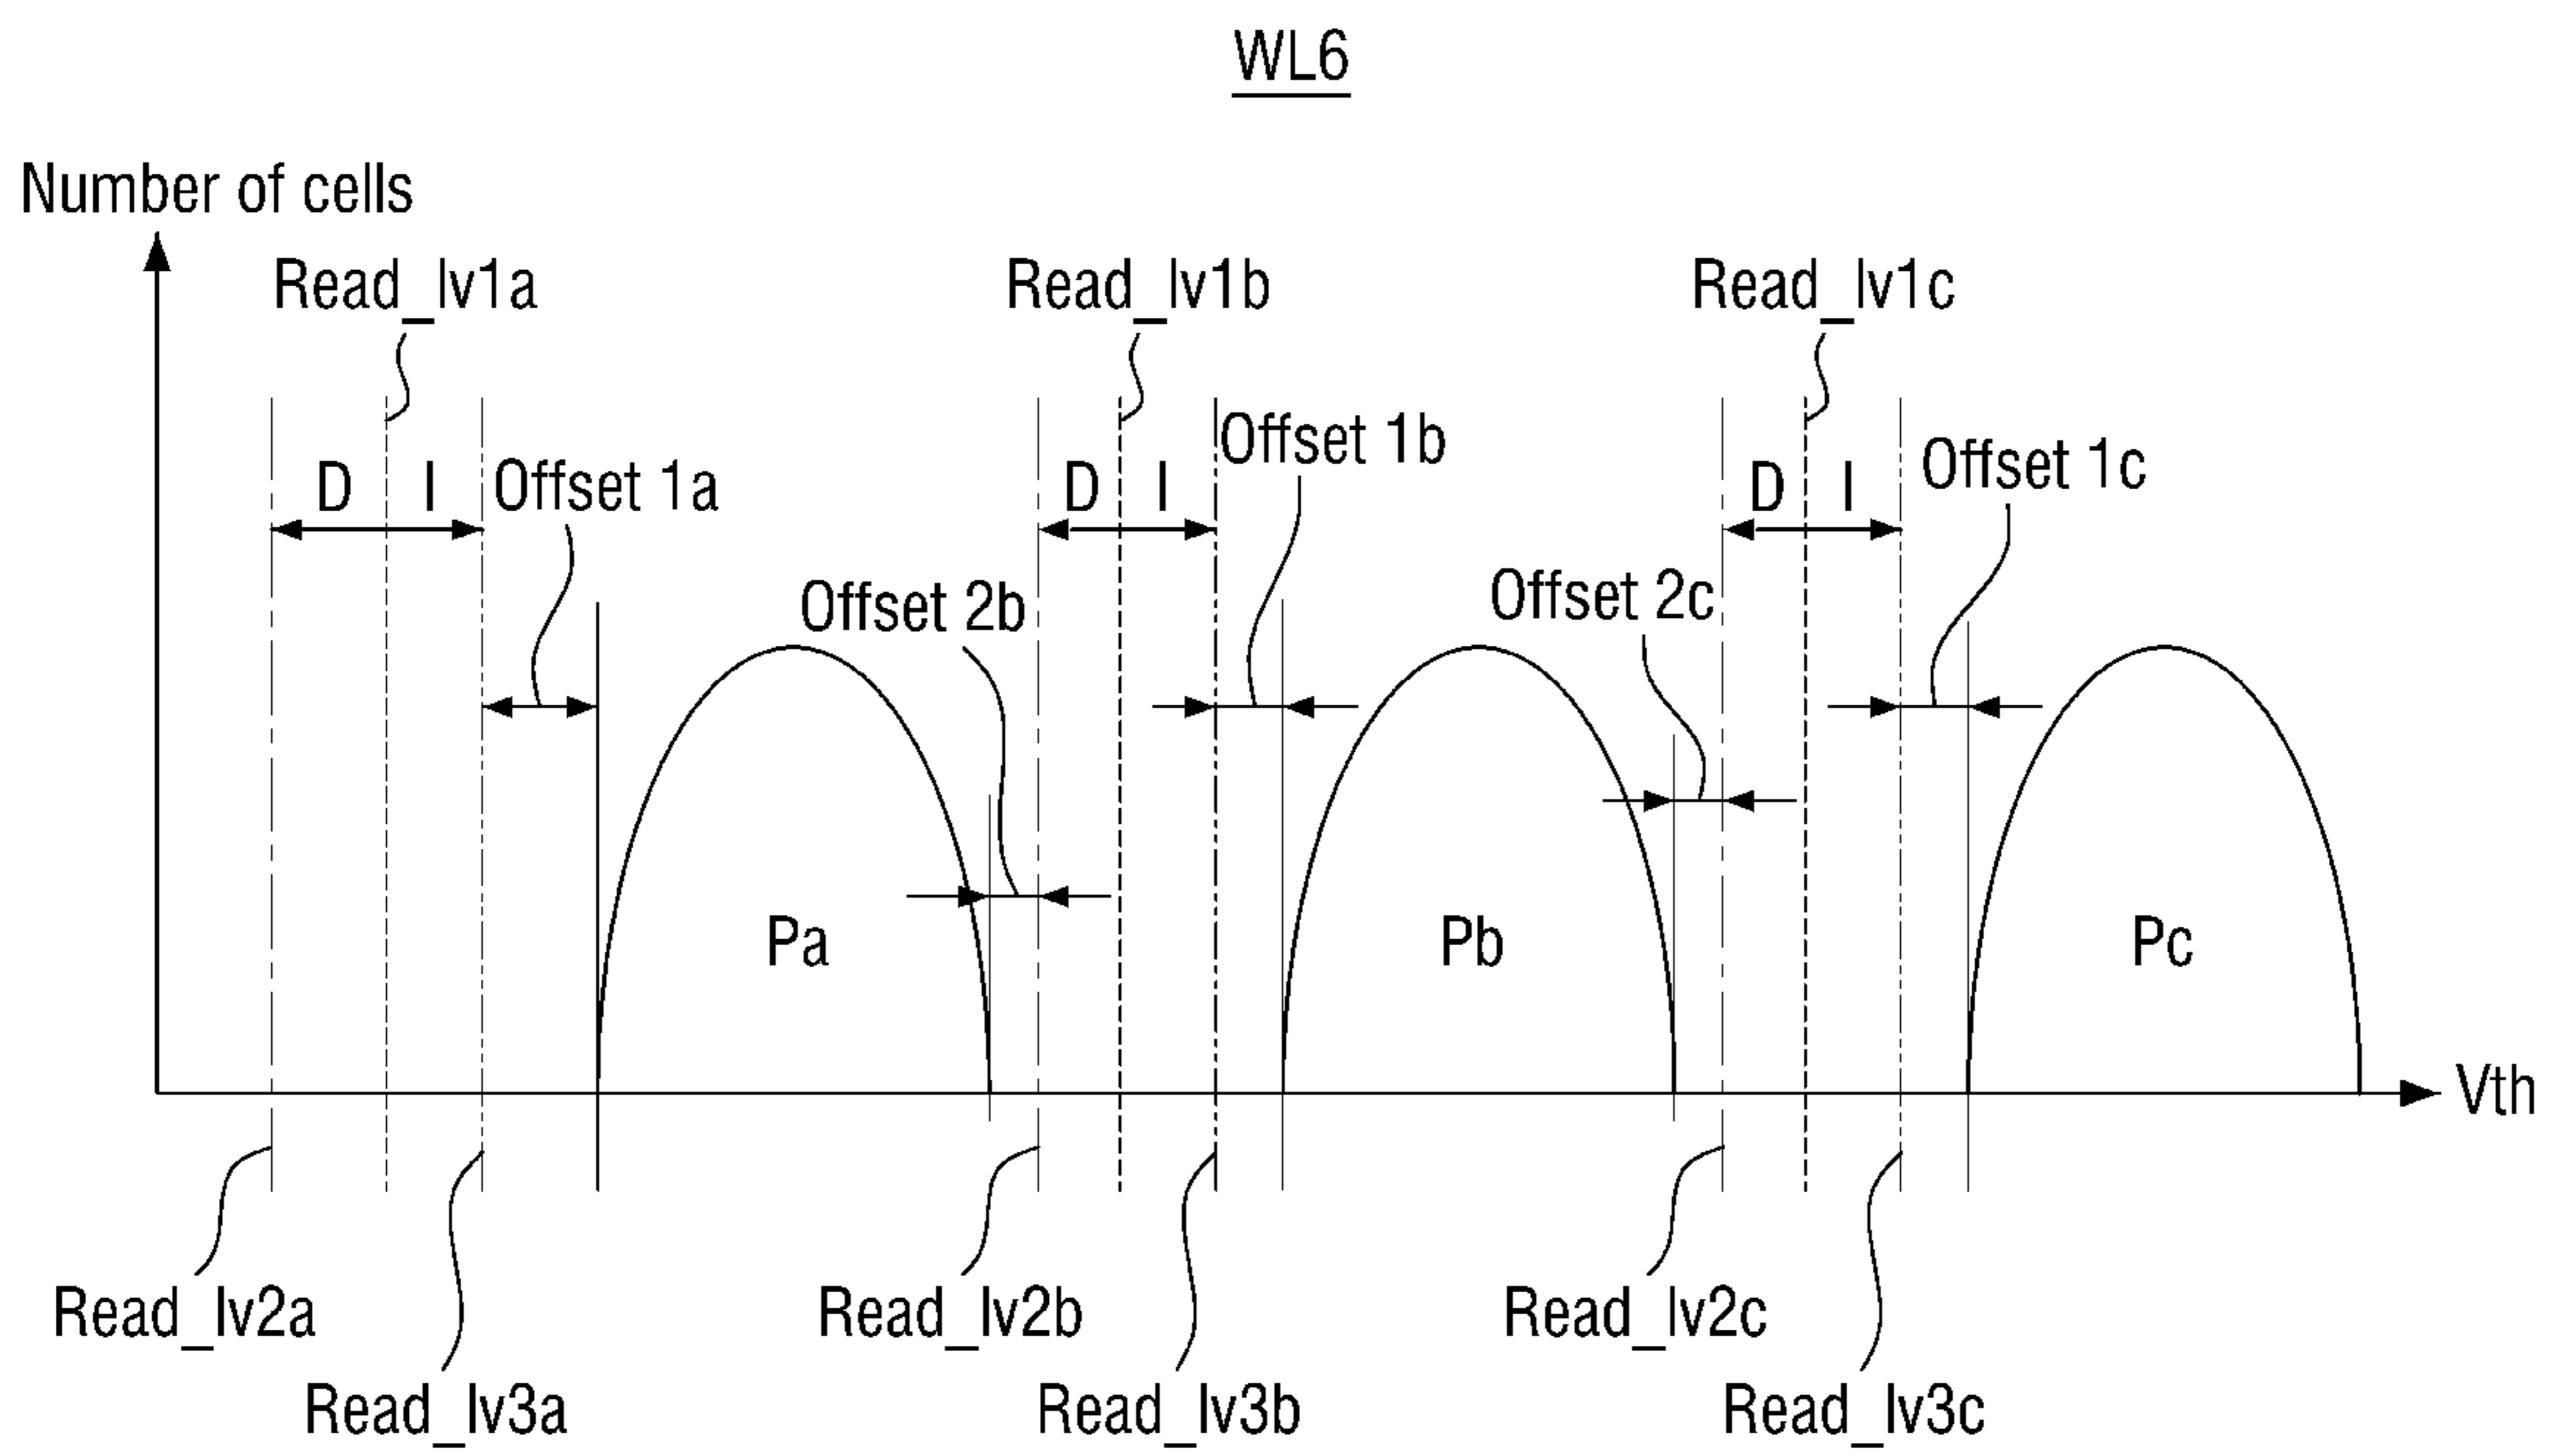 WL6
Number of cells
Read_lv1a
Read_lv1b
Read_lv1c
Offset 1b
Offset 1c
D I
Offset 1a
D I
D I
Offset 2b
Offset 2c
Pa
Pb
Pc
Vth
Read_lv2a
Read_lv2b
Read_lv2c
Read_lv3a
Read_lv3b
Read_lv3c